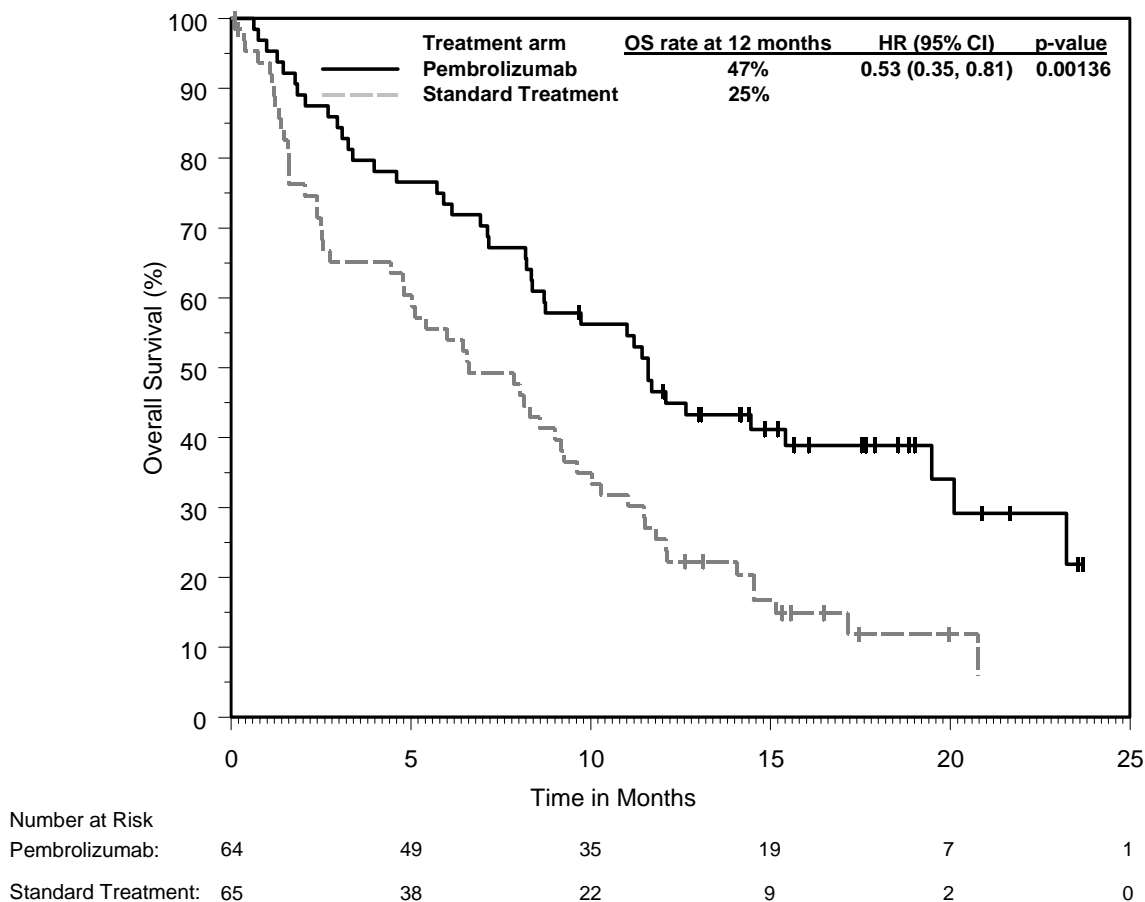 Treatment arm OS rate at 12 months HR (95% CI) p-value
Pembrolizumab 47% 0.53 (0.35, 0.81) 0.00136
Standard Treatment 25%
Overall Survival (%)
100
90
80
70
60
50
40
30
20
10
0
0 5 10 15 20 25
Time in Months
Number at Risk
Pembrolizumab: 64 49 35 19 7 1
Standard Treatment: 65 38 22 9 2 0